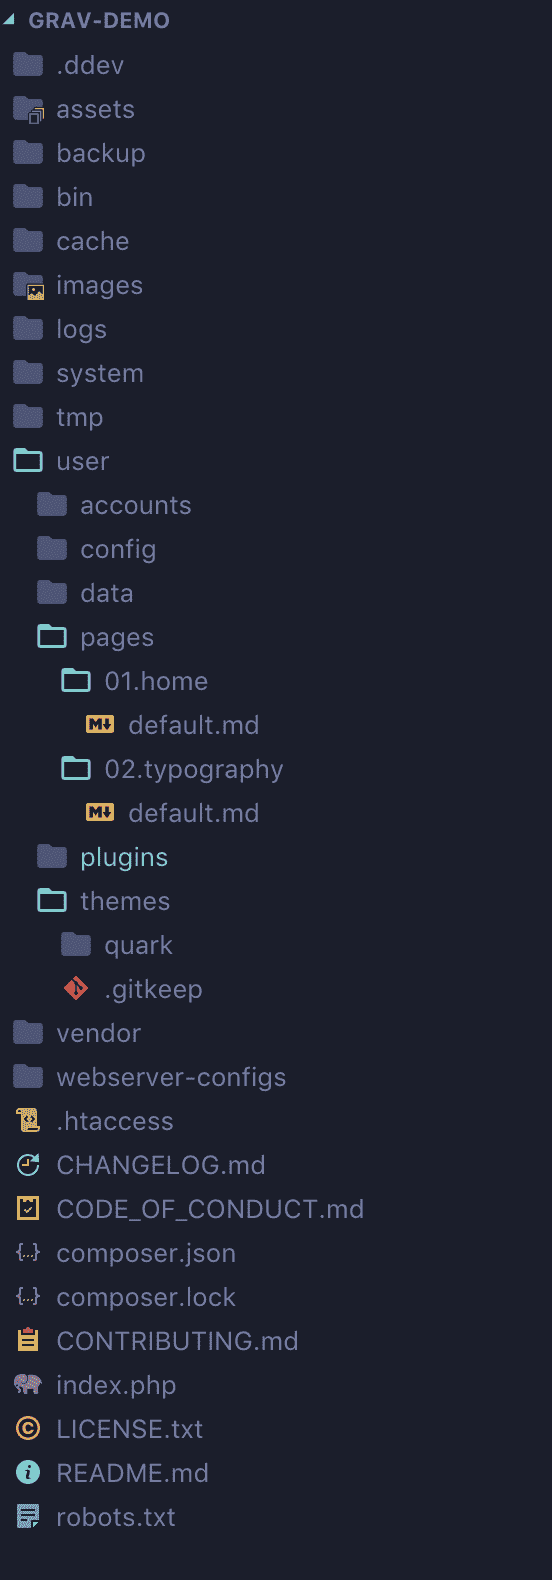 GRAV-DEMO
.ddev
assets
backup
bin
cache
images
logs
system
tmp
user
accounts
config
data
pages
01.home
default.md
02.typography
default.md
plugins
themes
quark
.gitkeep
vendor
webserver-configs
.htaccess
CHANGELOG.md
CODE_OF_CONDUCT.md
composer.json
composer.lock
CONTRIBUTING.md
index.php
LICENSE.txt
README.md
robots.txt